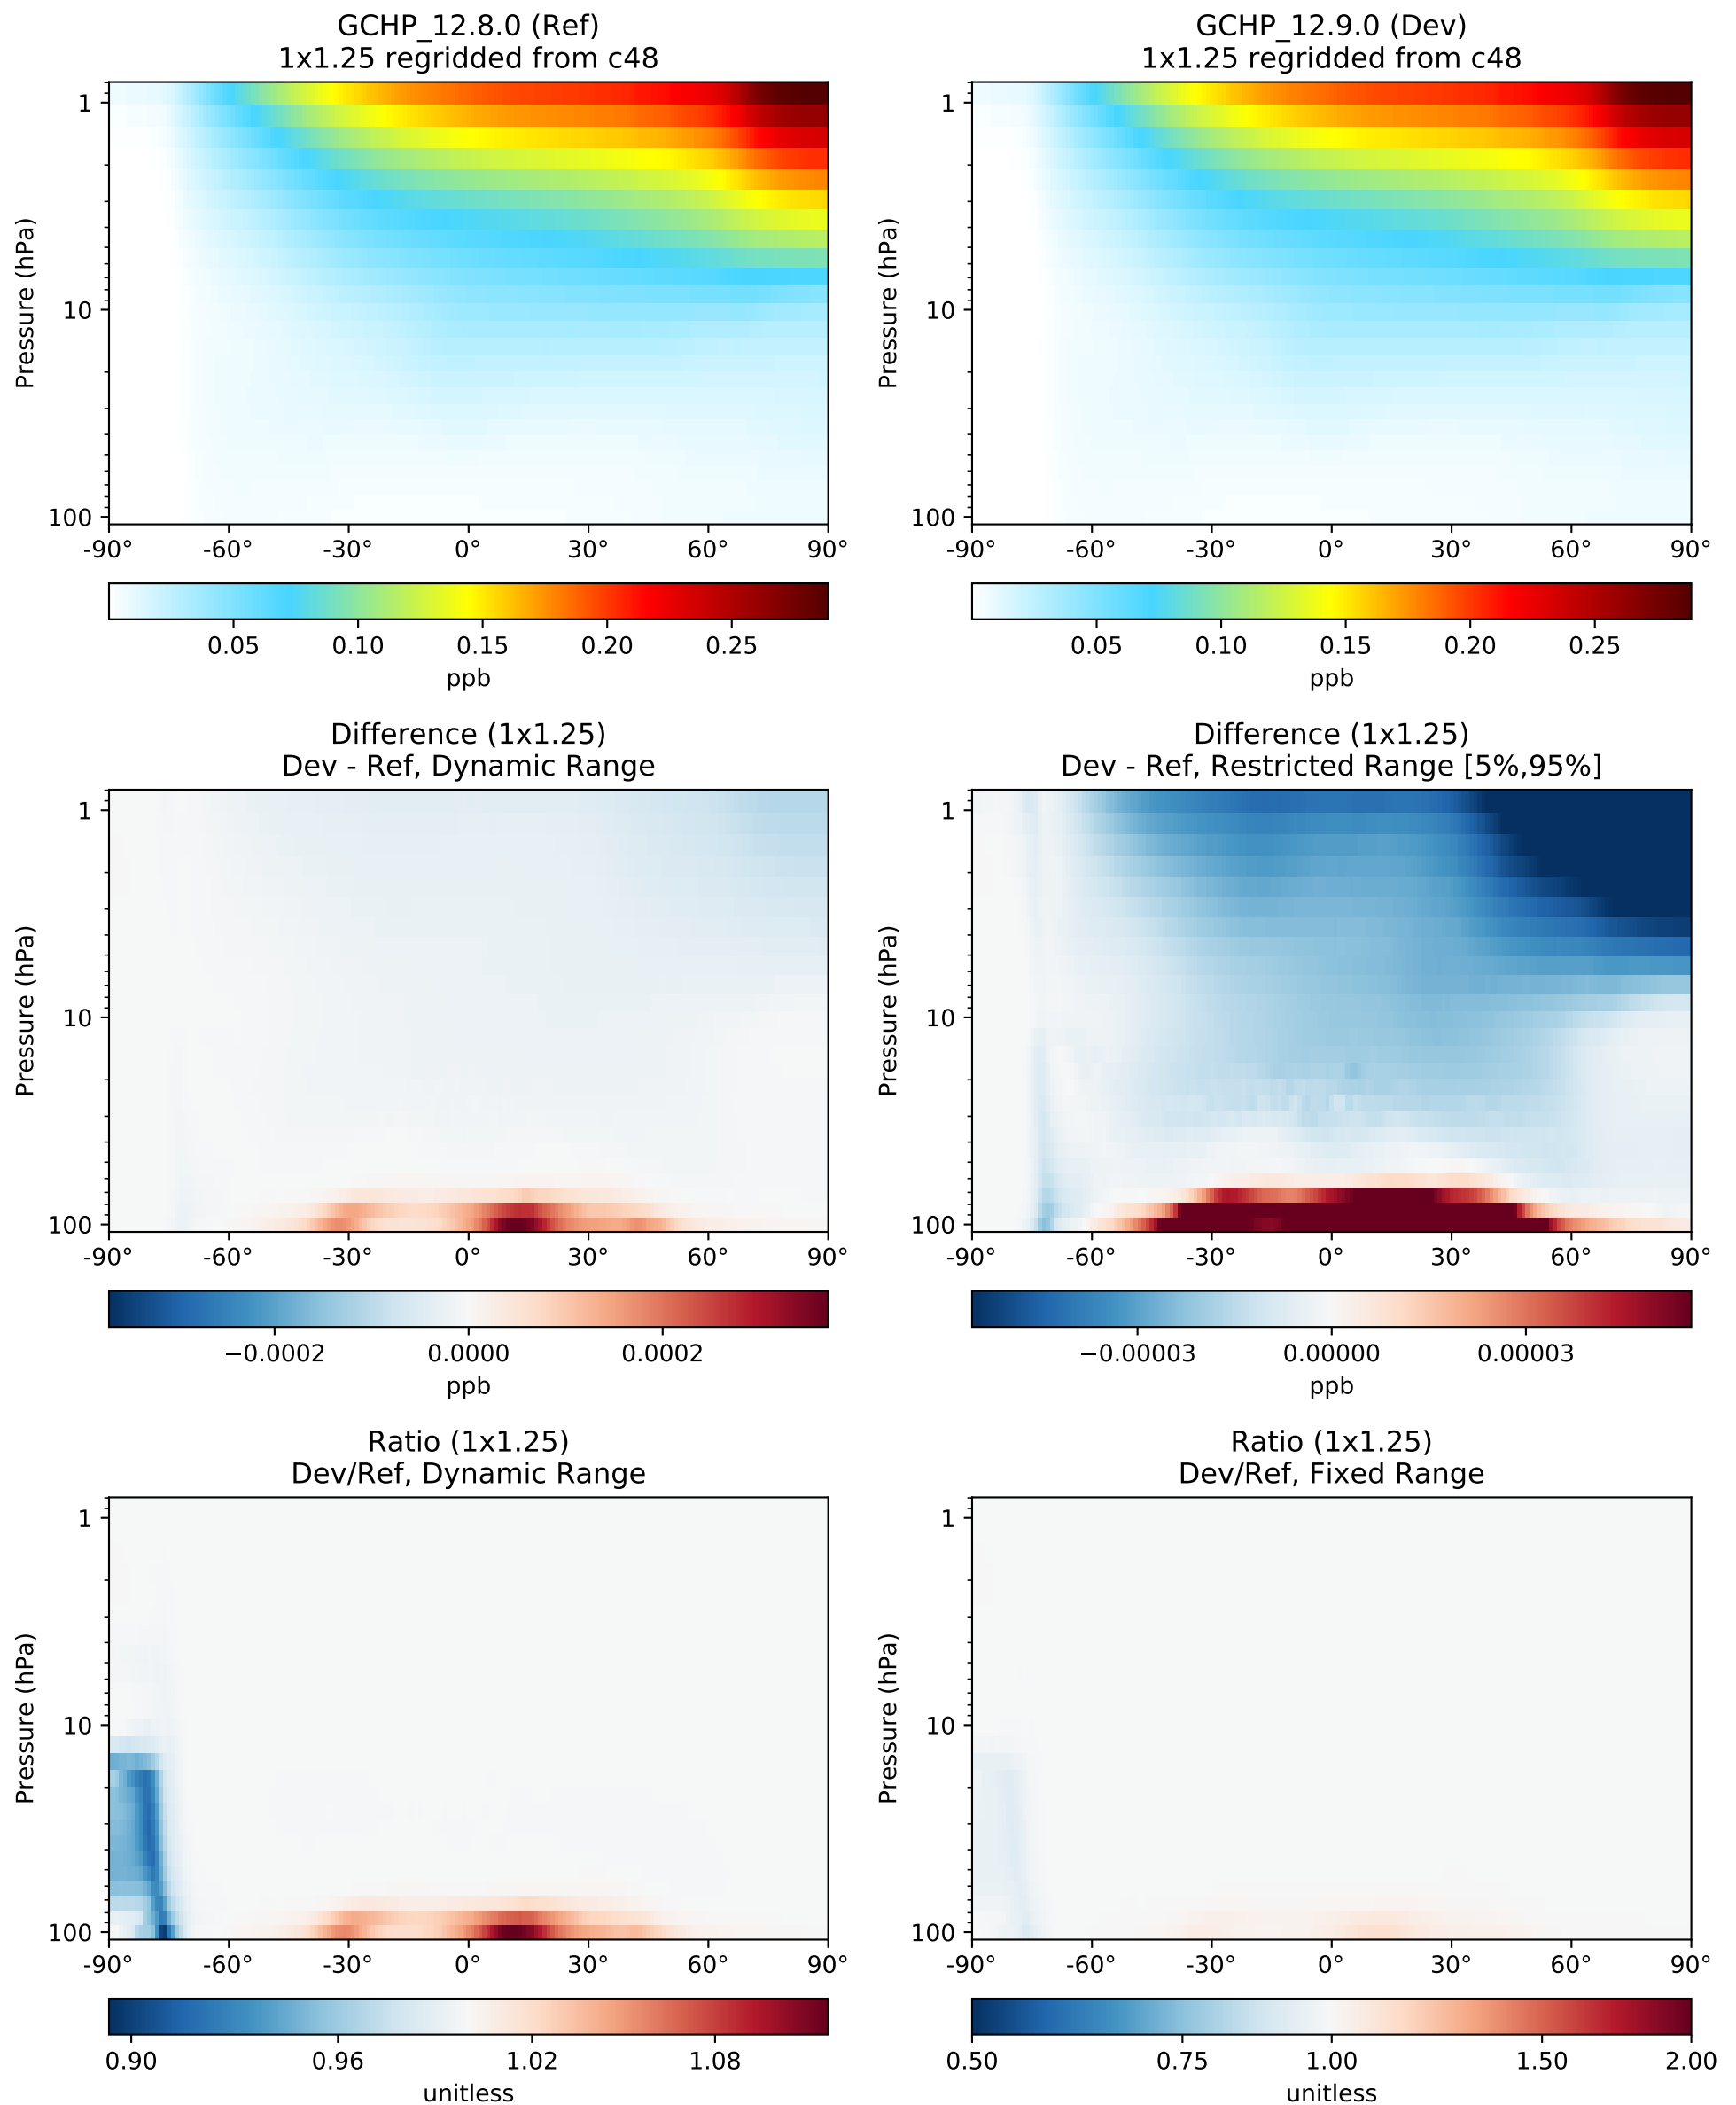 GCHP_12.8.0 (Ref)
1x1.25 regridded from c48
Pressure (hPa)
1
10
100
-90° -60° -30° 0° 30° 60° 90°
0.05 0.10 0.15 0.20 0.25
ppb
GCHP_12.9.0 (Dev)
1x1.25 regridded from c48
Pressure (hPa)
1
10
100
-90° -60° -30° 0° 30° 60° 90°
0.05 0.10 0.15 0.20 0.25
ppb
Difference (1x1.25)
Dev - Ref, Dynamic Range
Pressure (hPa)
1
10
100
-90° -60° -30° 0° 30° 60° 90°
−0.0002 0.0000 0.0002
ppb
Difference (1x1.25)
Dev - Ref, Restricted Range [5%,95%]
Pressure (hPa)
1
10
100
-90° -60° -30° 0° 30° 60° 90°
−0.00003 0.00000 0.00003
ppb
Ratio (1x1.25)
Dev/Ref, Dynamic Range
Pressure (hPa)
1
10
100
-90° -60° -30° 0° 30° 60° 90°
0.90 0.96 1.02 1.08
unitless
Ratio (1x1.25)
Dev/Ref, Fixed Range
Pressure (hPa)
1
10
100
-90° -60° -30° 0° 30° 60° 90°
0.50 0.75 1.00 1.50 2.00
unitless